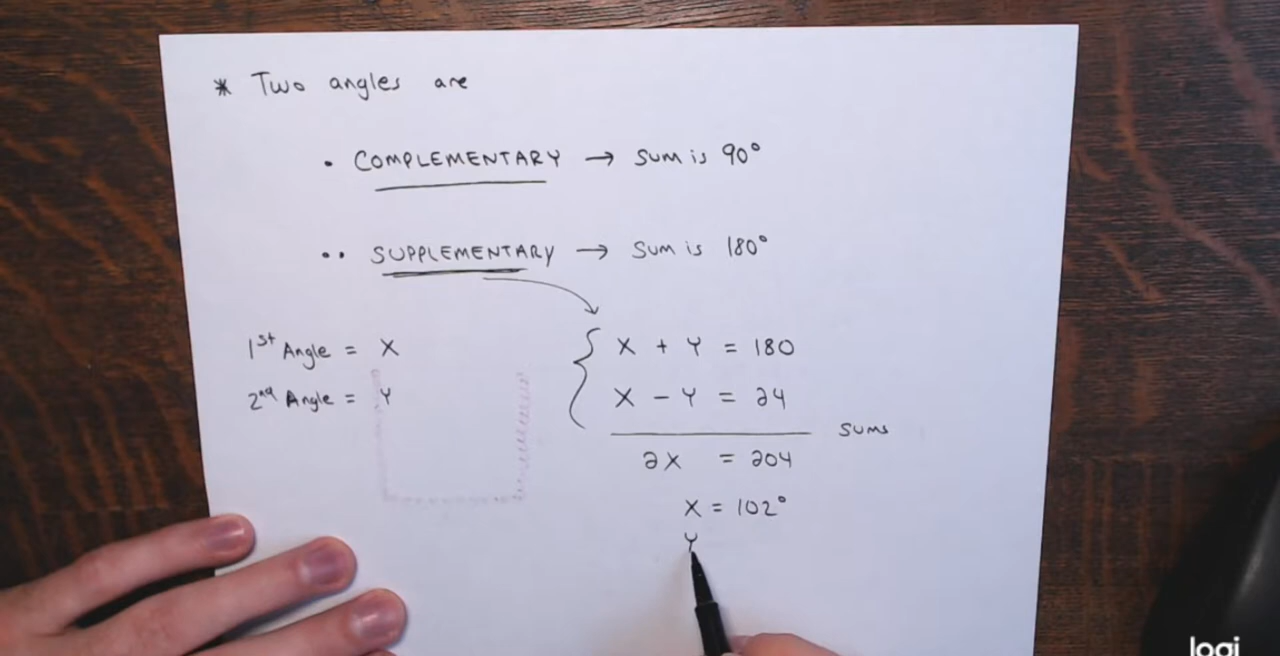 * Two angles are
• COMPLEMENTARY → Sum is 90°
•• SUPPLEMENTARY → Sum is 180°
1st Angle = X
2nd Angle = Y
X + Y = 180
X - Y = 24
sums
2X = 204
X = 102°
Y
logi